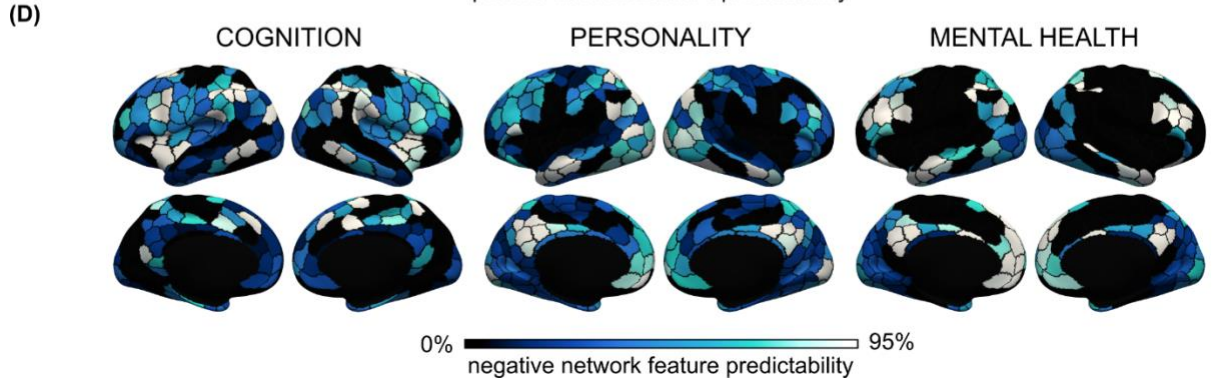 (D)
COGNITION PERSONALITY MENTAL HEALTH
0% 95%
negative network feature predictability